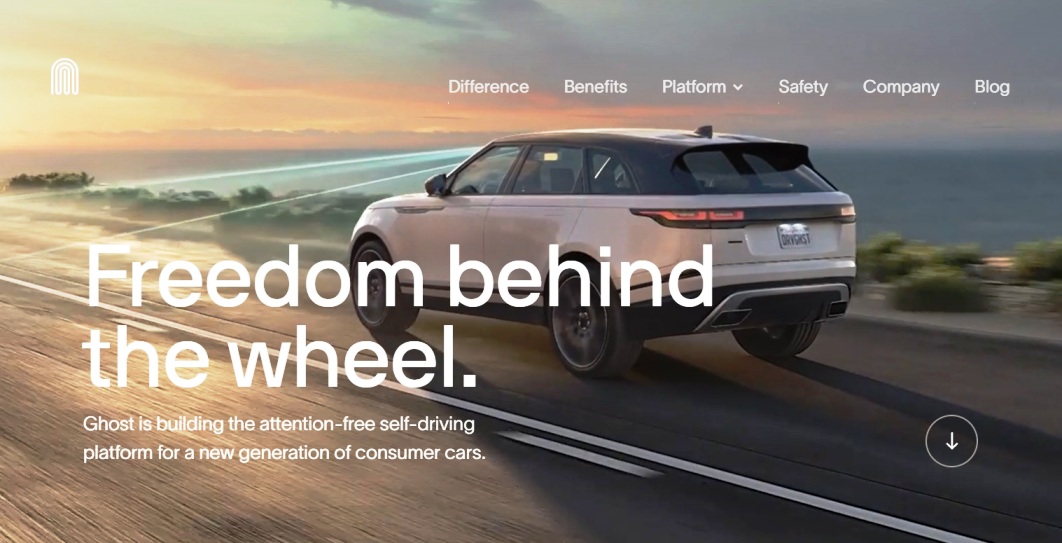 Difference Benefits Platform Safety Company Blog
DRVGHST
Freedom behind
the wheel.
Ghost is building the attention-free self-driving
platform for a new generation of consumer cars.